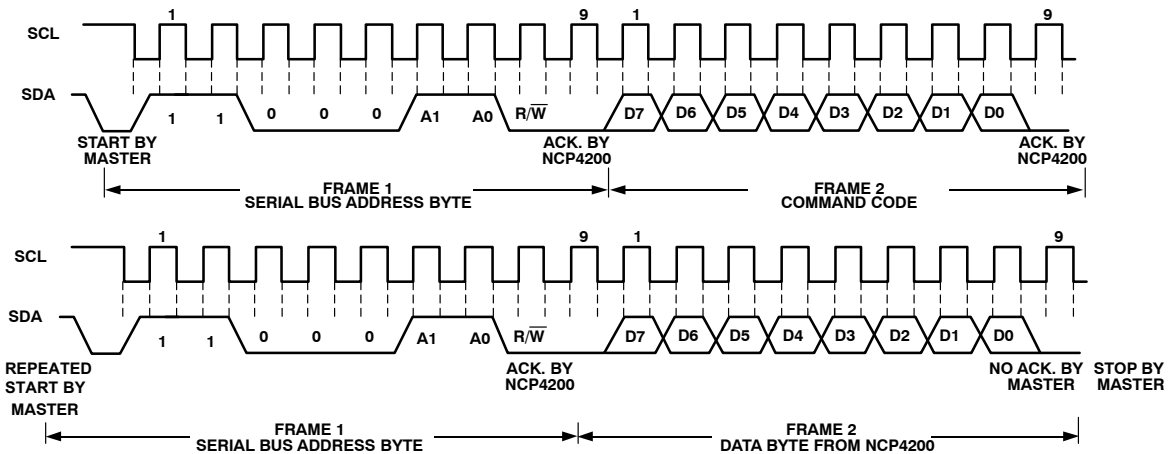 1 9 1 9
SCL
SDA
1 1 0 0 0 A1 A0 R/W̅ D7 D6 D5 D4 D3 D2 D1 D0
START BY
MASTER
ACK. BY
NCP4200
ACK. BY
NCP4200
FRAME 1
SERIAL BUS ADDRESS BYTE
FRAME 2
COMMAND CODE
1 9 1 9
SCL
SDA
1 1 0 0 0 A1 A0 R/W̅ D7 D6 D5 D4 D3 D2 D1 D0
REPEATED
START BY
MASTER
ACK. BY
NCP4200
NO ACK. BY
MASTER
STOP BY
MASTER
FRAME 1
SERIAL BUS ADDRESS BYTE
FRAME 2
DATA BYTE FROM NCP4200